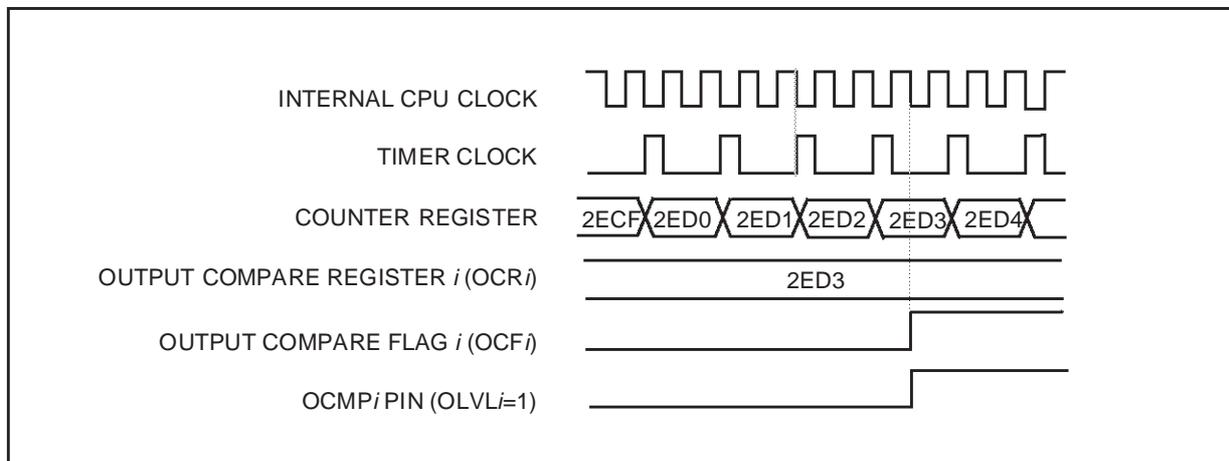 INTERNAL CPU CLOCK
TIMER CLOCK
COUNTER REGISTER 2ECF 2ED0 2ED1 2ED2 2ED3 2ED4
OUTPUT COMPARE REGISTER i (OCRi) 2ED3
OUTPUT COMPARE FLAG i (OCFi)
OCMPi PIN (OLVLi=1)